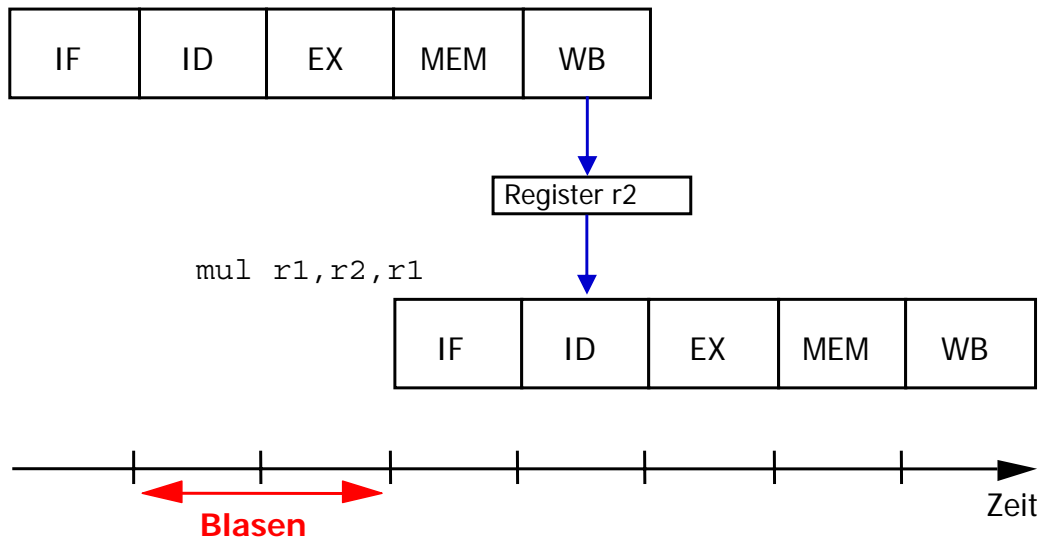 IF ID EX MEM WB
Register r2
mul r1,r2,r1
IF ID EX MEM WB
Zeit
Blasen